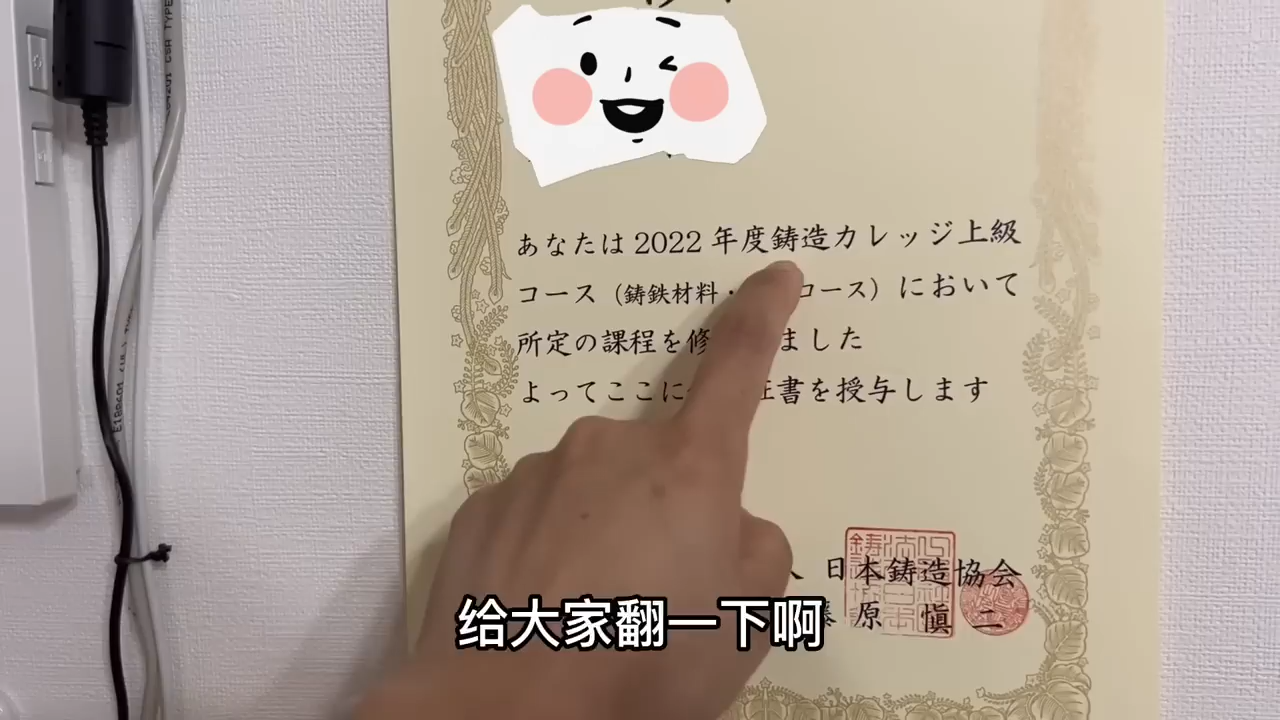 あなたは2022年度鋳造カレッジ上級
コース（鋳鉄材料・コース）において
所定の課程を修ました
よってここに証書を授与します
日本鋳造協会
藤原愼二
给大家翻一下啊